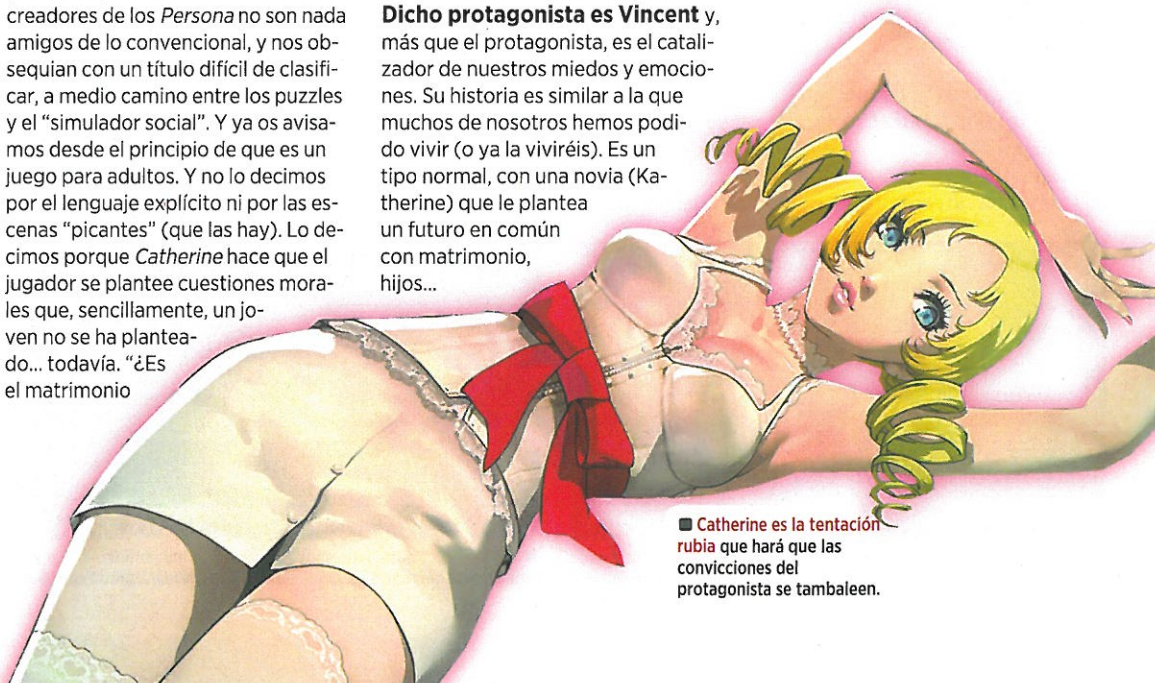 creadores de los Persona no son nada
amigos de lo convencional, y nos ob-
sequian con un título difícil de clasifi-
car, a medio camino entre los puzzles
y el "simulador social". Y ya os avisa-
mos desde el principio de que es un
juego para adultos. Y no lo decimos
por el lenguaje explícito ni por las es-
cenas "picantes" (que las hay). Lo de-
cimos porque Catherine hace que el
jugador se plantee cuestiones mora-
les que, sencillamente, un jo-
ven no se ha plantea-
do... todavía. "¿Es
el matrimonio
Dicho protagonista es Vincent y,
más que el protagonista, es el catali-
zador de nuestros miedos y emocio-
nes. Su historia es similar a la que
muchos de nosotros hemos podi-
do vivir (o ya la viviréis). Es un
tipo normal, con una novia (Ka-
therine) que le plantea
un futuro en común
con matrimonio,
hijos...
Catherine es la tentación
rubia que hará que las
convicciones del
protagonista se tambaleen.